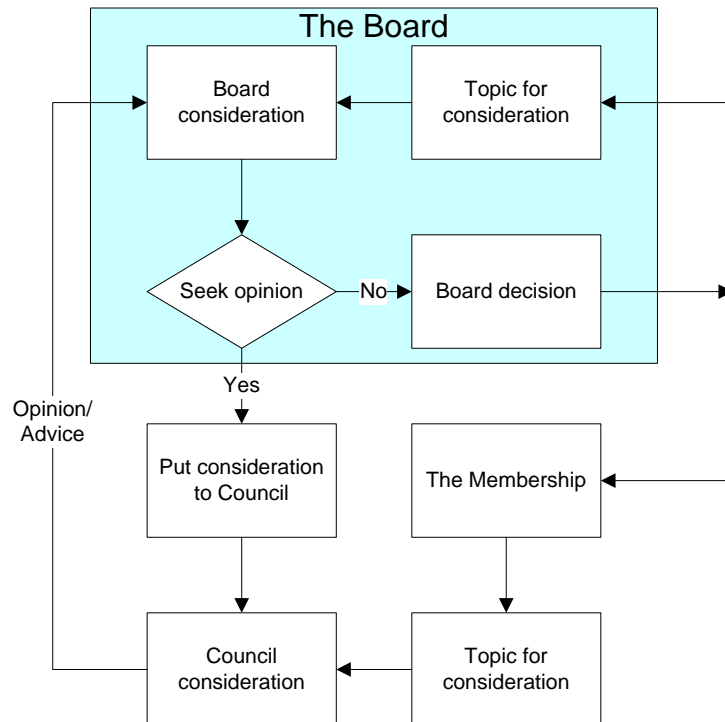 The Board
Board
consideration
Topic for
consideration
Seek opinion
No
Board decision
Yes
Opinion/
Advice
Put consideration
to Council
The Membership
Council
consideration
Topic for
consideration